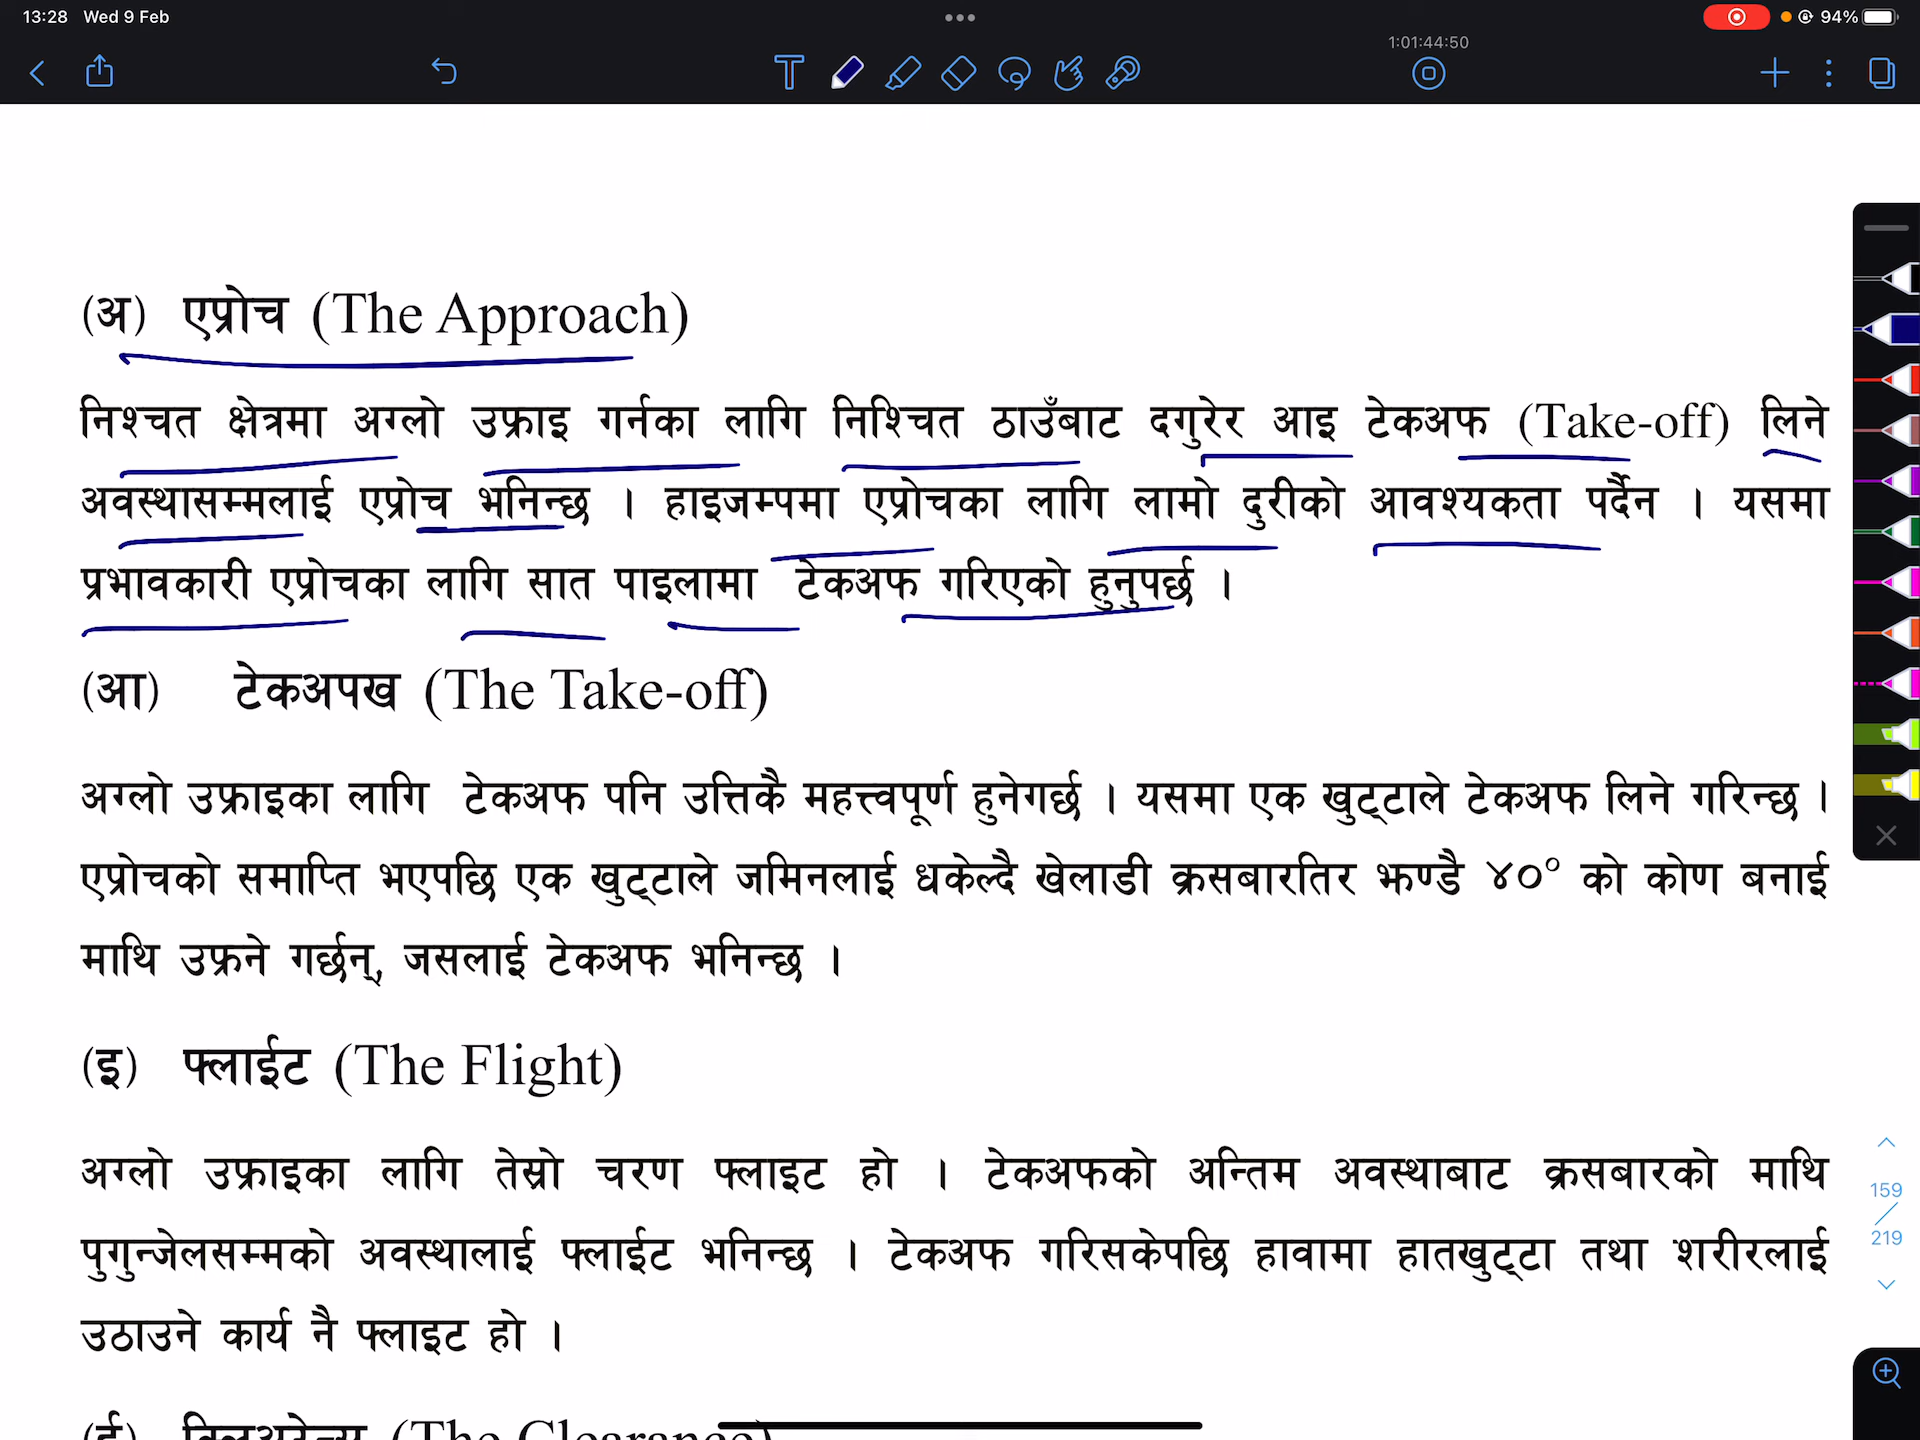 13:28 Wed 9 Feb
94%
1:01:44:50
(अ) एप्रोच (The Approach)
निश्चत क्षेत्रमा अग्लो उफ्राइ गर्नका लागि निश्चित ठाउँबाट दगुरेर आइ टेकअफ (Take-off) लिने
अवस्थासम्मलाई एप्रोच भनिन्छ । हाइजम्पमा एप्रोचका लागि लामो दुरीको आवश्यकता पर्दैन । यसमा
प्रभावकारी एप्रोचका लागि सात पाइलामा टेकअफ गरिएको हुनुपर्छ ।
(आ) टेकअपख (The Take-off)
अग्लो उफ्राइका लागि टेकअफ पनि उत्तिकै महत्त्वपूर्ण हुनेगर्छ । यसमा एक खुट्टाले टेकअफ लिने गरिन्छ ।
एप्रोचको समाप्ति भएपछि एक खुट्टाले जमिनलाई धकेल्दै खेलाडी क्रसबारतिर झण्डै ४०° को कोण बनाई
माथि उफ्रने गर्छन्, जसलाई टेकअफ भनिन्छ ।
(इ) फ्लाईट (The Flight)
अग्लो उफ्राइका लागि तेस्रो चरण फ्लाइट हो । टेकअफको अन्तिम अवस्थाबाट क्रसबारको माथि
पुगुन्जेलसम्मको अवस्थालाई फ्लाईट भनिन्छ । टेकअफ गरिसकेपछि हावामा हातखुट्टा तथा शरीरलाई
उठाउने कार्य नै फ्लाइट हो ।
(ई) (The Clearance)
159
219